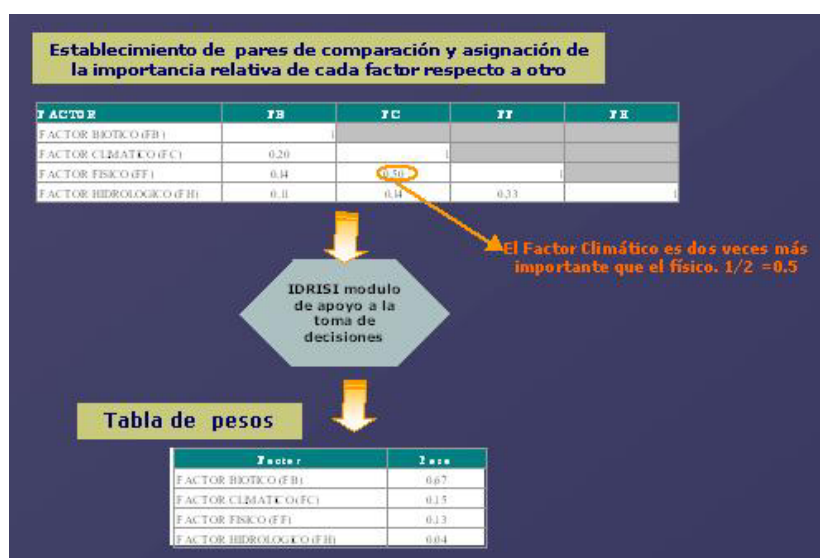 Establecimiento de pares de comparación y asignación de
la importancia relativa de cada factor respecto a otro
FACTOR FB FC FF FH
FACTOR BIOTICO (FB) 1
FACTOR CLIMATICO (FC) 0.20 1
FACTOR FISICO (FF) 0.14 0.50 1
FACTOR HIDROLOGICO (FH) 0.11 0.14 0.33 1
El Factor Climático es dos veces más
importante que el físico. 1/2 =0.5
IDRISI modulo
de apoyo a la
toma de
decisiones
Tabla de pesos
Factor Peso
FACTOR BIOTICO (FB) 0.67
FACTOR CLIMATICO (FC) 0.15
FACTOR FISICO (FF) 0.13
FACTOR HIDROLOGICO (FH) 0.04